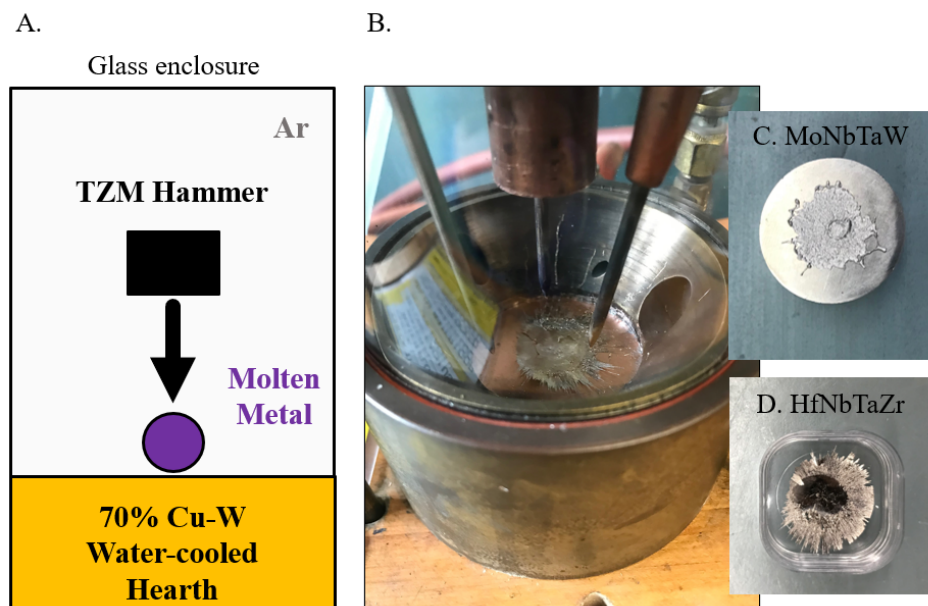 A.
B.
Glass enclosure
Ar
TZM Hammer
Molten
Metal
70% Cu-W
Water-cooled
Hearth
C. MoNbTaW
D. HfNbTaZr